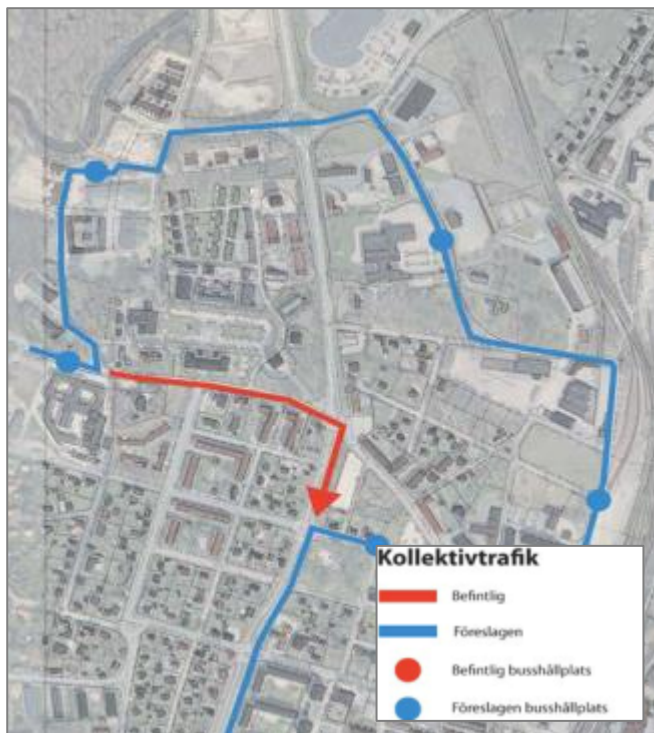 Kollektivtrafik
Befintlig
Föreslagen
Befintlig busshållplats
Föreslagen busshållplats